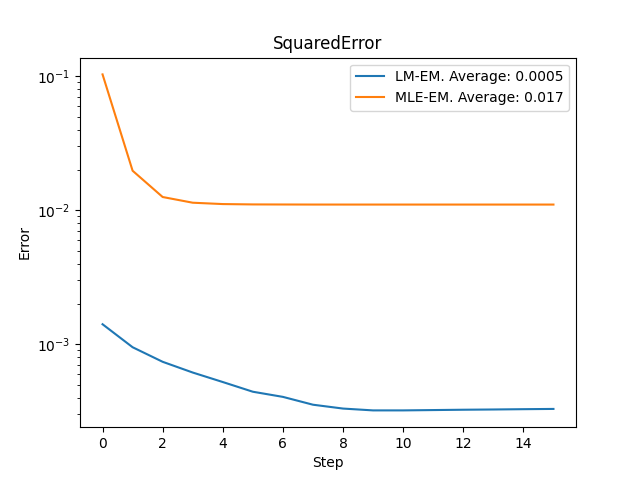 SquaredError
LM-EM. Average: 0.0005
MLE-EM. Average: 0.017
10⁻¹
10⁻²
10⁻³
Error
0 2 4 6 8 10 12 14
Step